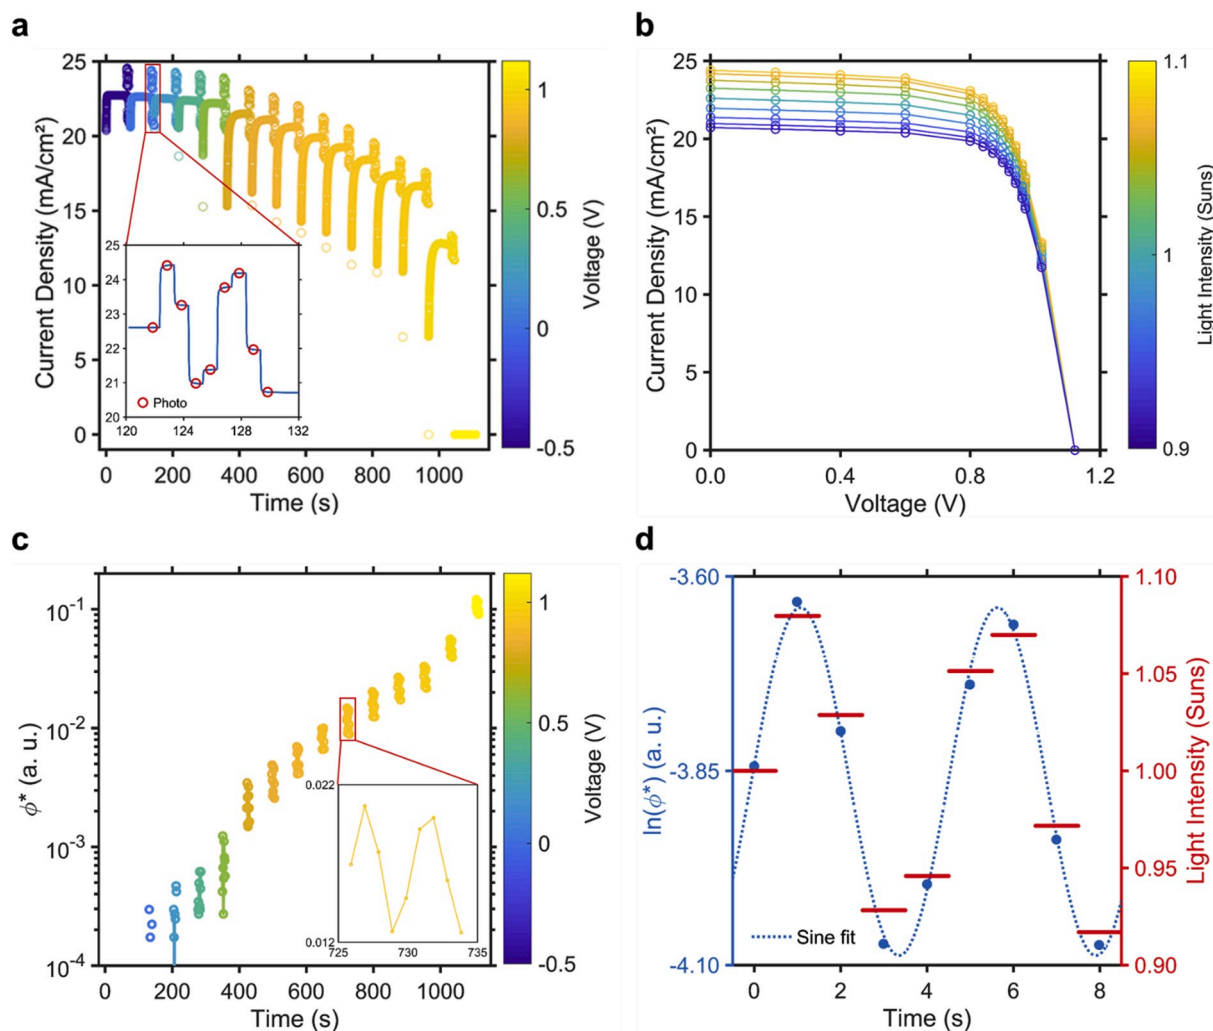 a
25
20
15
10
5
0
Current Density (mA/cm²)
0 200 400 600 800 1000
Time (s)
1
0.5
0
-0.5
Voltage (V)
25
24
23
22
21
20
120 124 128 132
Photo
b
25
20
15
10
5
0
Current Density (mA/cm²)
0.0 0.4 0.8 1.2
Voltage (V)
1.1
1
0.9
Light Intensity (Suns)
c
10⁻¹
10⁻²
10⁻³
10⁻⁴
ϕ* (a. u.)
0 200 400 600 800 1000
Time (s)
1
0.5
0
-0.5
Voltage (V)
0.022
0.012
725 730 735
d
-3.60
-3.85
-4.10
ln(ϕ*) (a. u.)
1.10
1.05
1.00
0.95
0.90
Light Intensity (Suns)
Sine fit
0 2 4 6 8
Time (s)